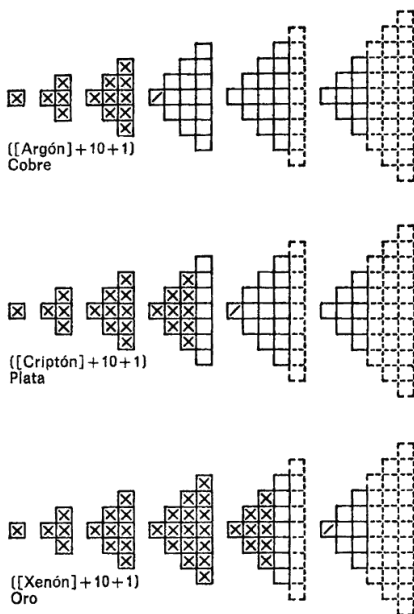 ([Argón]+10+1)
Cobre
([Criptón]+10+1)
Plata
([Xenón]+10+1)
Oro